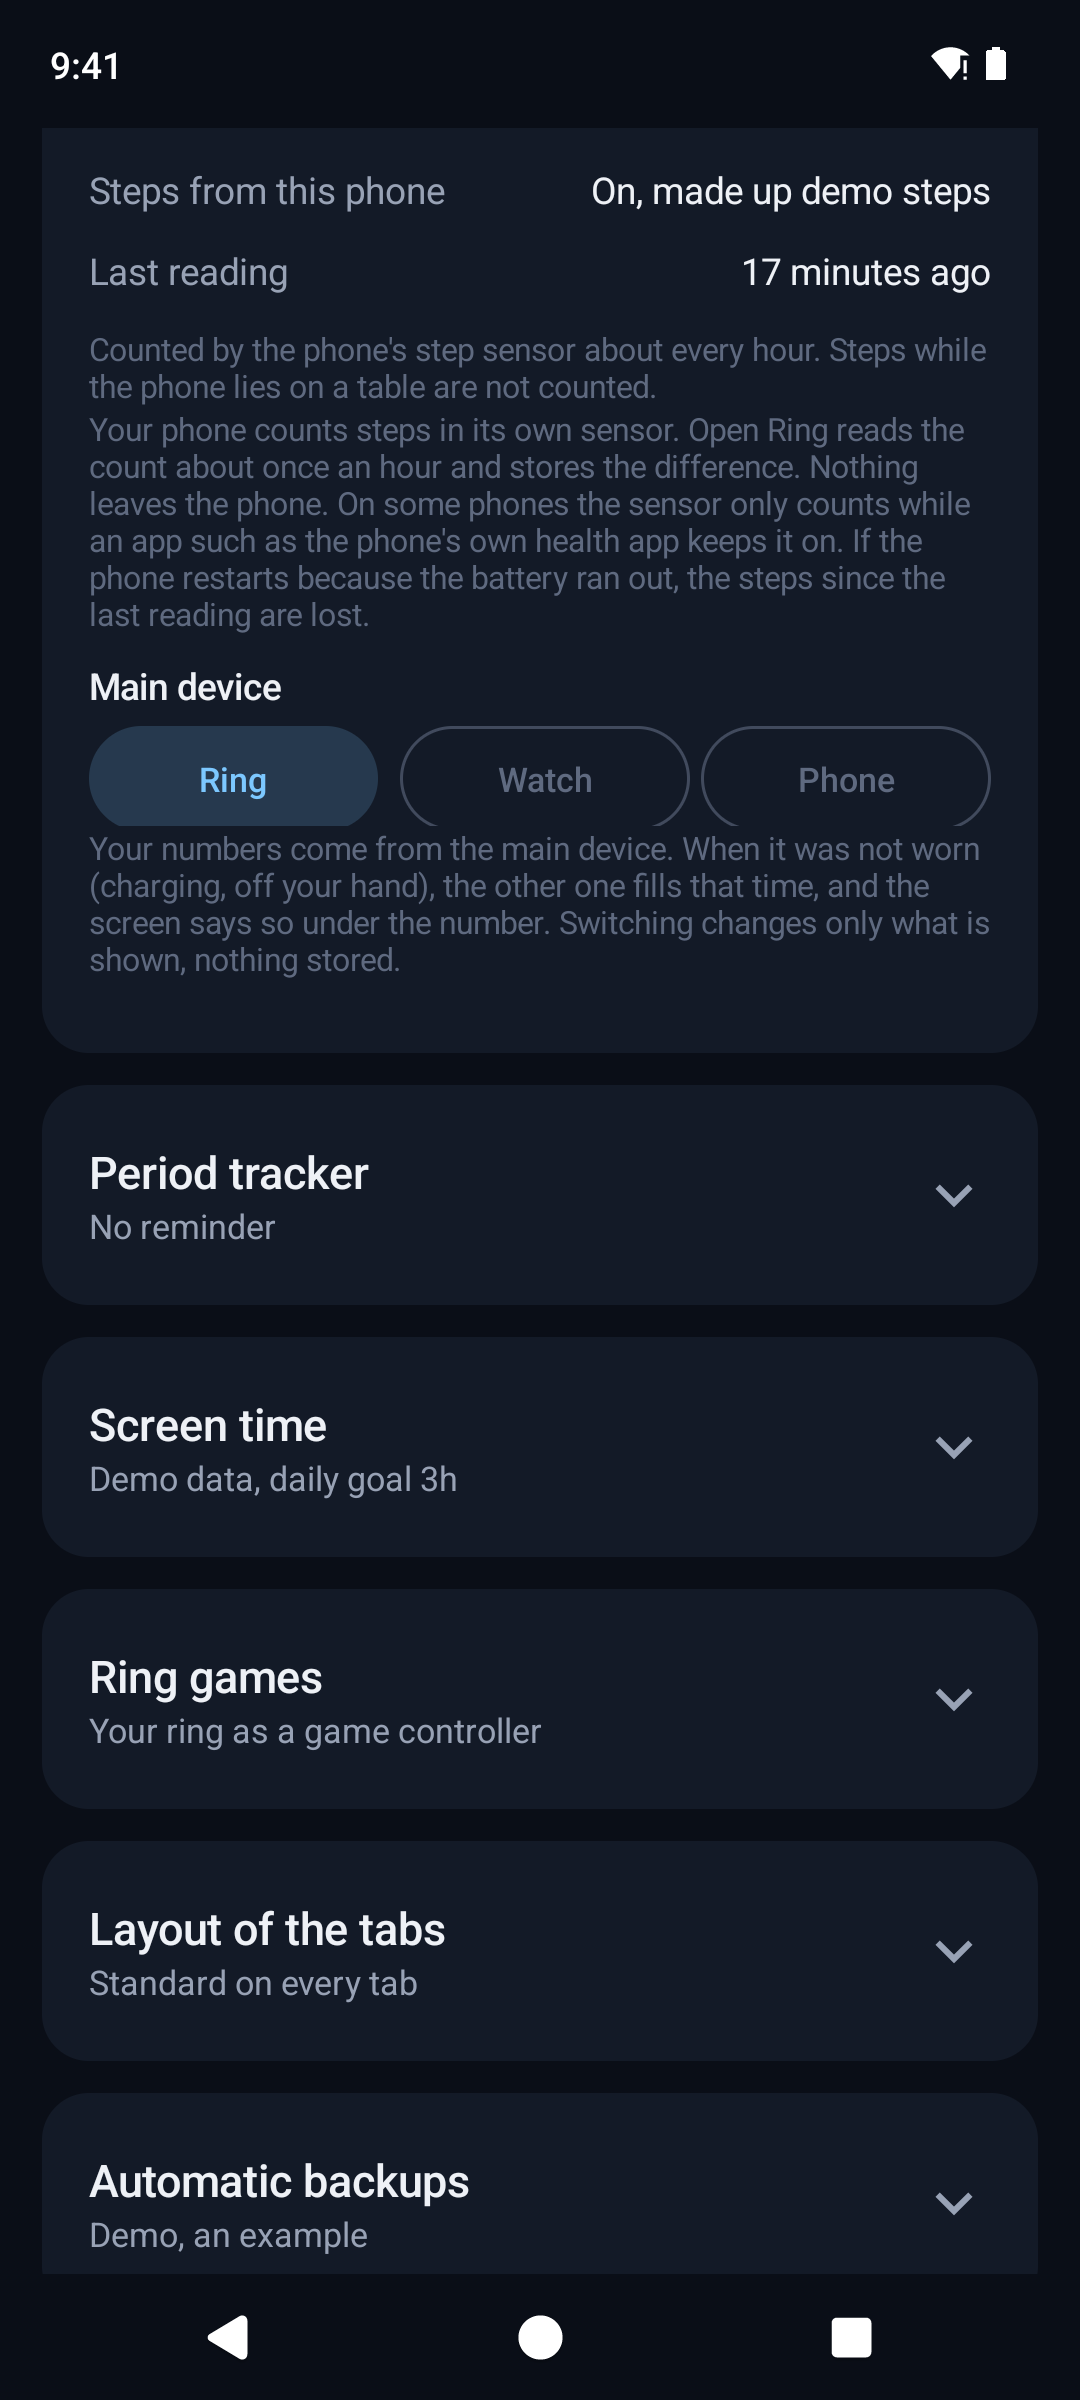 9:41
Steps from this phone
On, made up demo steps
Last reading
17 minutes ago
Counted by the phone's step sensor about every hour. Steps while
the phone lies on a table are not counted.
Your phone counts steps in its own sensor. Open Ring reads the
count about once an hour and stores the difference. Nothing
leaves the phone. On some phones the sensor only counts while
an app such as the phone's own health app keeps it on. If the
phone restarts because the battery ran out, the steps since the
last reading are lost.
Main device
Ring
Watch
Phone
Your numbers come from the main device. When it was not worn
(charging, off your hand), the other one fills that time, and the
screen says so under the number. Switching changes only what is
shown, nothing stored.
Period tracker
No reminder
Screen time
Demo data, daily goal 3h
Ring games
Your ring as a game controller
Layout of the tabs
Standard on every tab
Automatic backups
Demo, an example